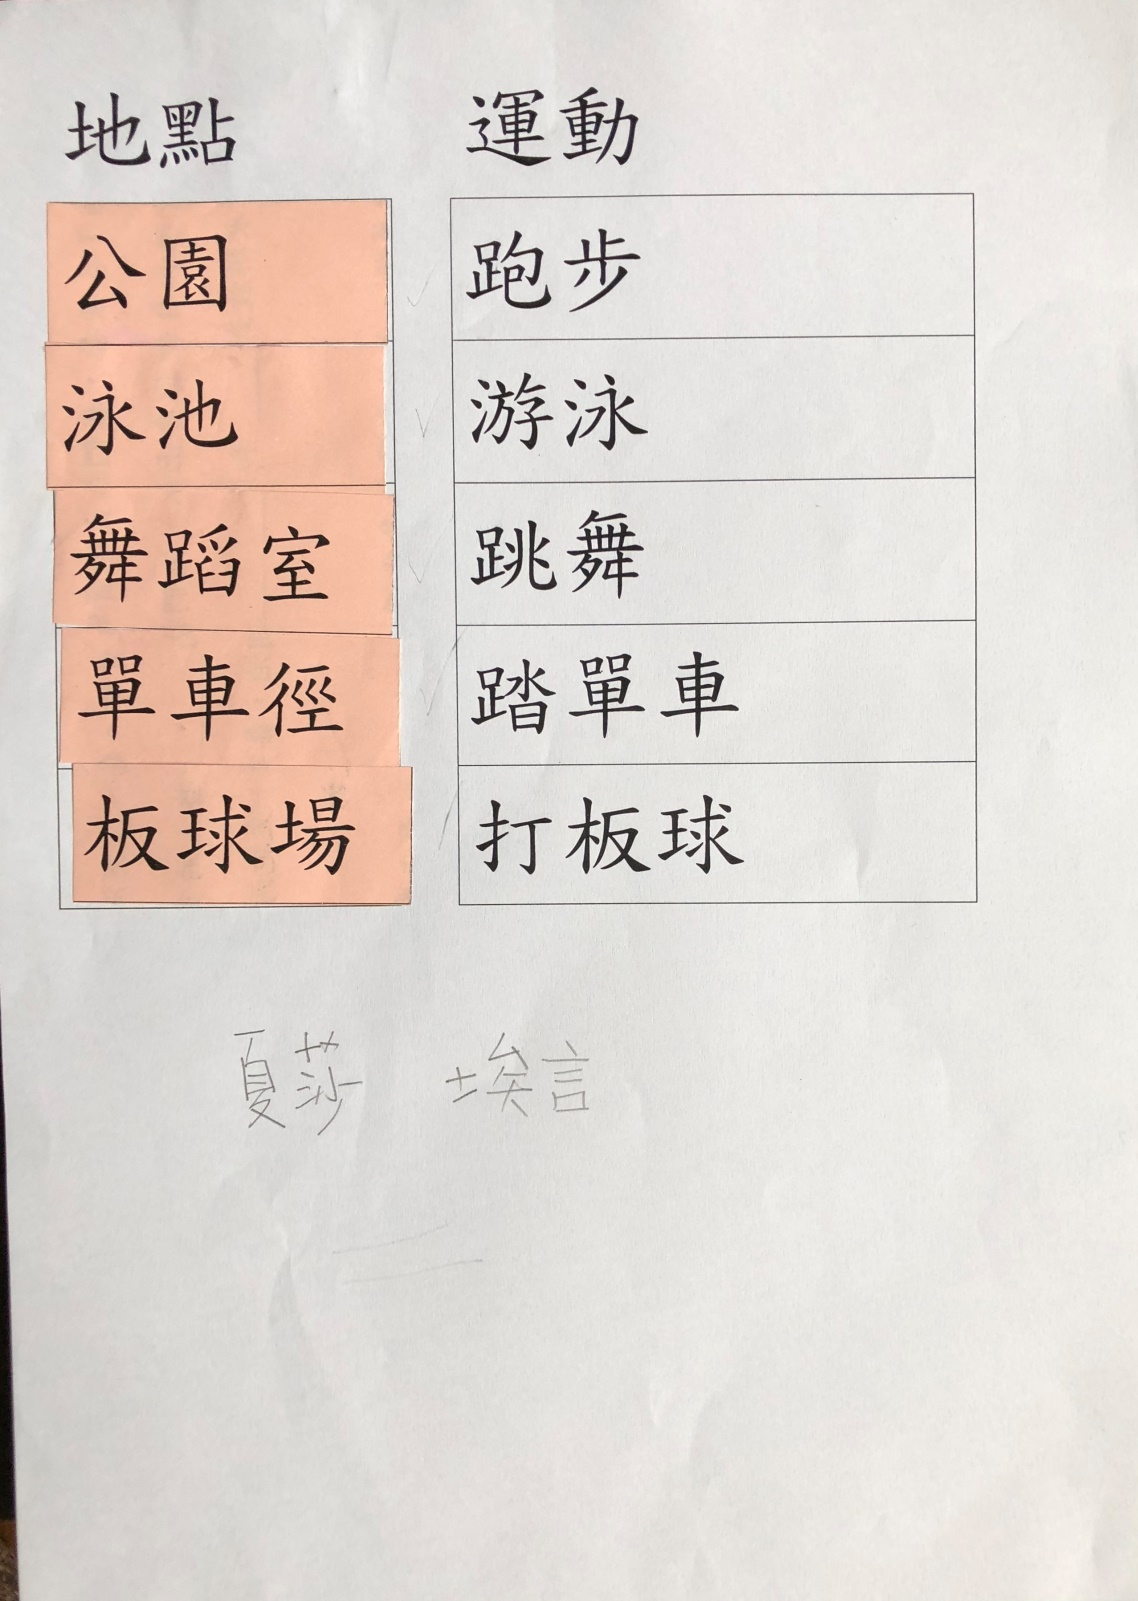 地點 運動
公園 跑步
泳池 游泳
舞蹈室 跳舞
單車徑 踏單車
板球場 打板球
夏莎 埃言